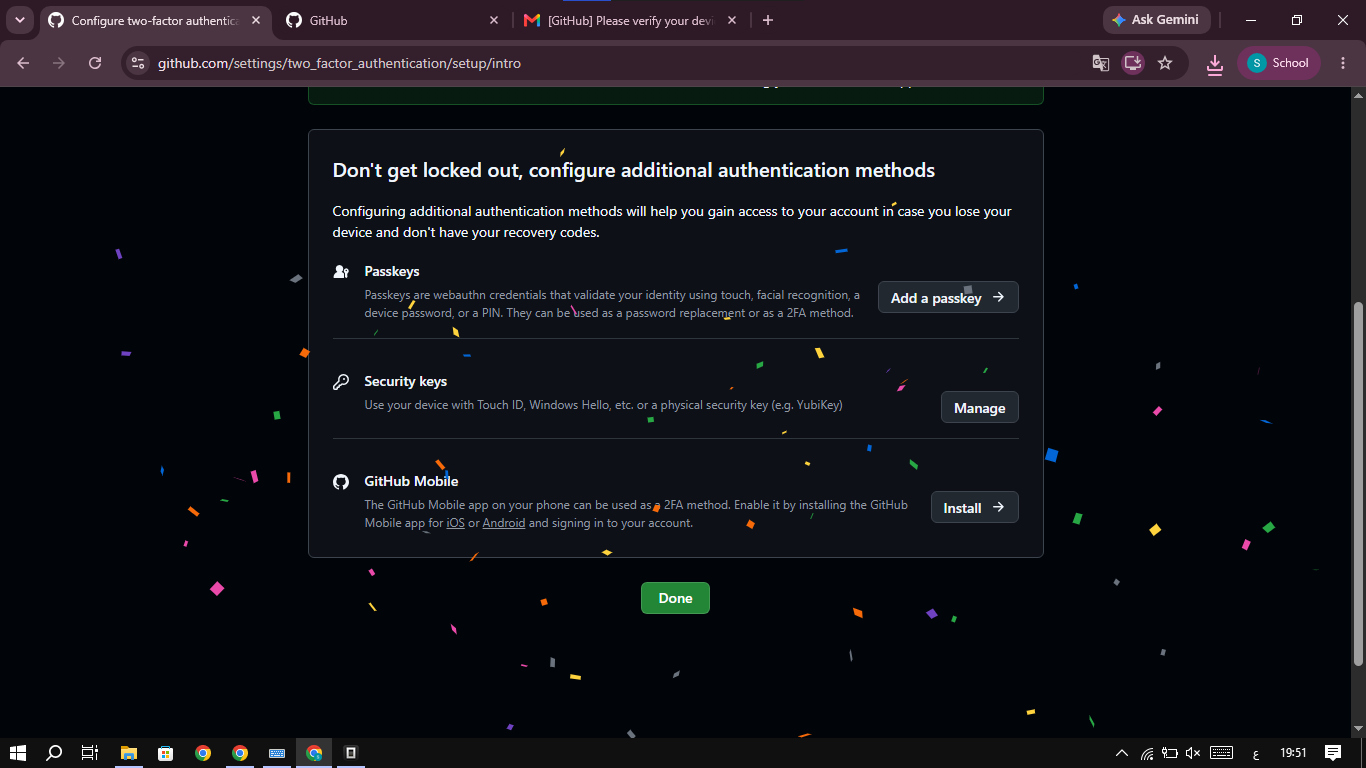 Configure two-factor authentica
GitHub
[GitHub] Please verify your devi
Ask Gemini
github.com/settings/two_factor_authentication/setup/intro
S
School
Don't get locked out, configure additional authentication methods
Configuring additional authentication methods will help you gain access to your account in case you lose your
device and don't have your recovery codes.
Passkeys
Passkeys are webauthn credentials that validate your identity using touch, facial recognition, a
device password, or a PIN. They can be used as a password replacement or as a 2FA method.
Add a passkey
Security keys
Use your device with Touch ID, Windows Hello, etc. or a physical security key (e.g. YubiKey)
Manage
GitHub Mobile
The GitHub Mobile app on your phone can be used as a 2FA method. Enable it by installing the GitHub
Mobile app for iOS or Android and signing in to your account.
Install
Done
ع
19:51